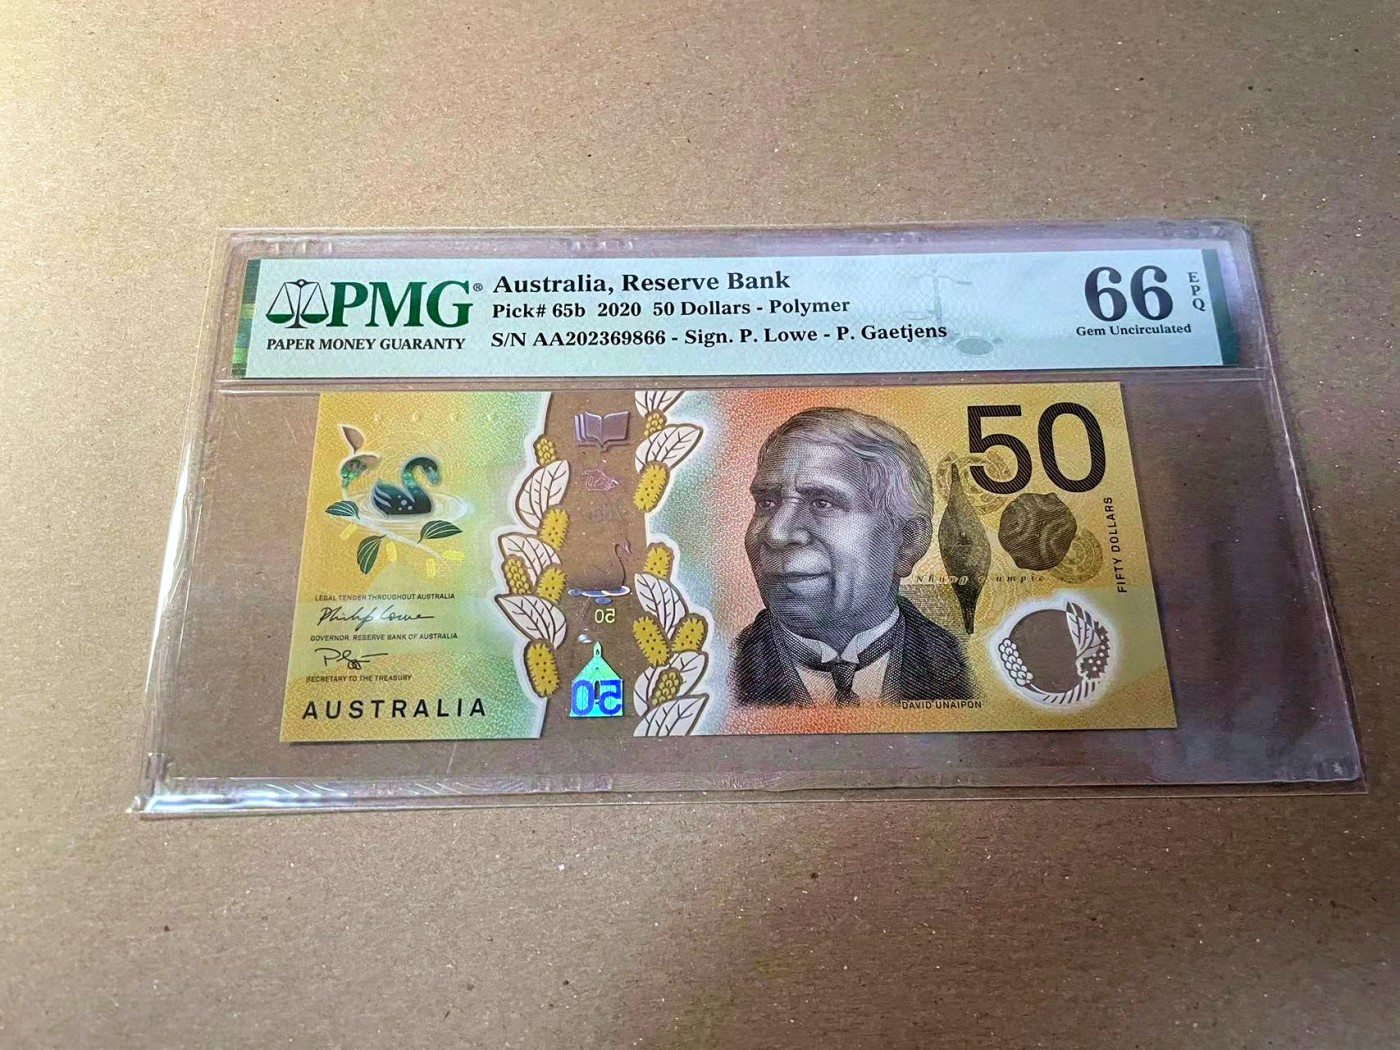 PMG®
PAPER MONEY GUARANTY
Australia, Reserve Bank
Pick# 65b 2020 50 Dollars - Polymer
S/N AA202369866 - Sign. P. Lowe - P. Gaetjens
66
EPQ
Gem Uncirculated
50
FIFTY DOLLARS
LEGAL TENDER THROUGHOUT AUSTRALIA
Philip Lowe
GOVERNOR, RESERVE BANK OF AUSTRALIA
SECRETARY TO THE TREASURY
AUSTRALIA
50
50
DAVID UNAIPON